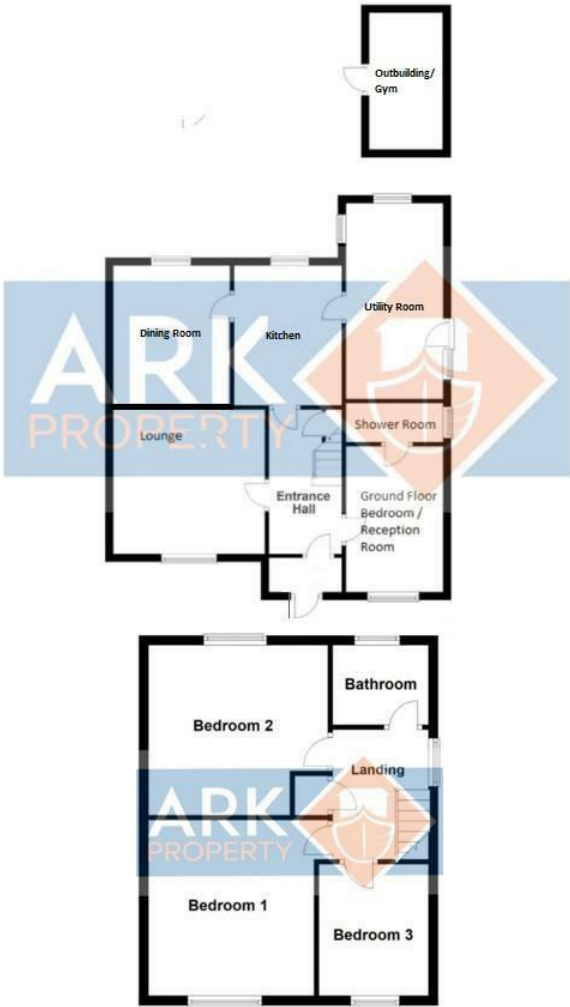 Outbuilding/
Gym
Utility Room
Dining Room
Kitchen
ARK
PROPERTY
Lounge
Shower Room
Entrance
Hall
Ground Floor
Bedroom /
Reception
Room
Bathroom
Bedroom 2
Landing
ARK
PROPERTY
Bedroom 1
Bedroom 3